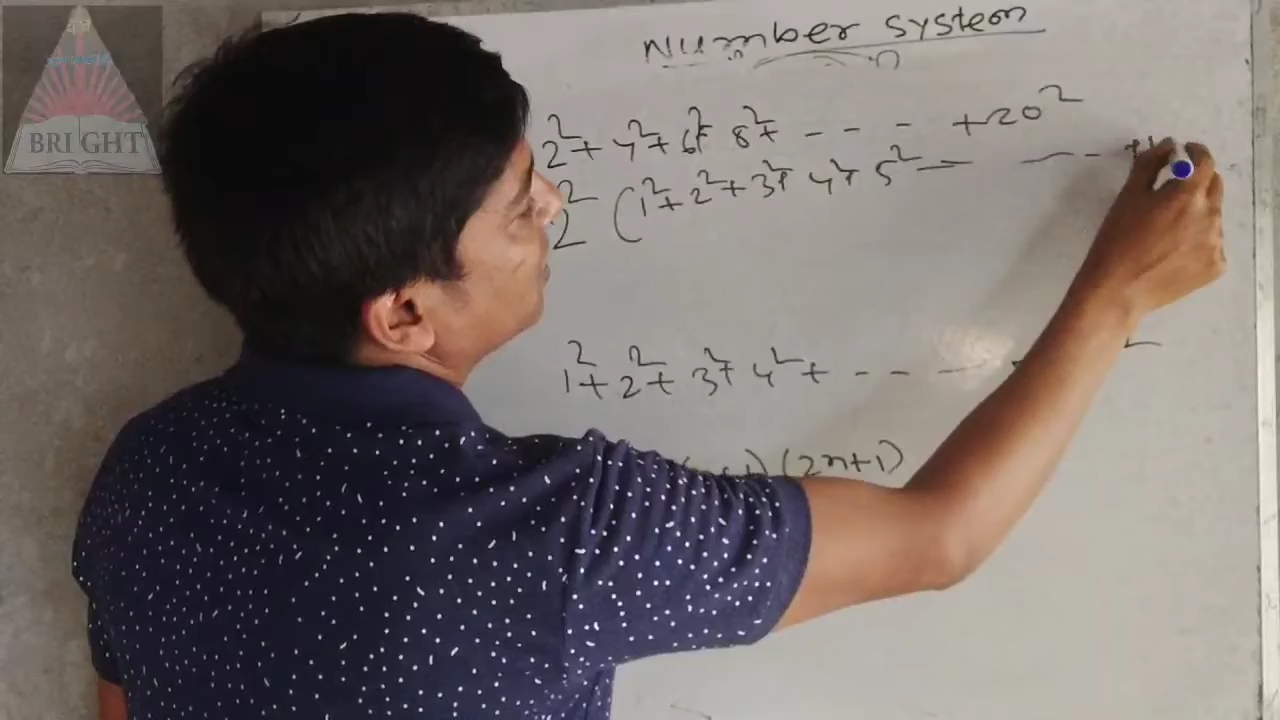 BRIGHT
Number system
2²+ 4²+ 6²+ 8²+ - - - +20²
2² (1²+2²+3²+ 4²+ 5² - - -
1²+2²+ 3²+ 4²+ - - -
(2n+1)